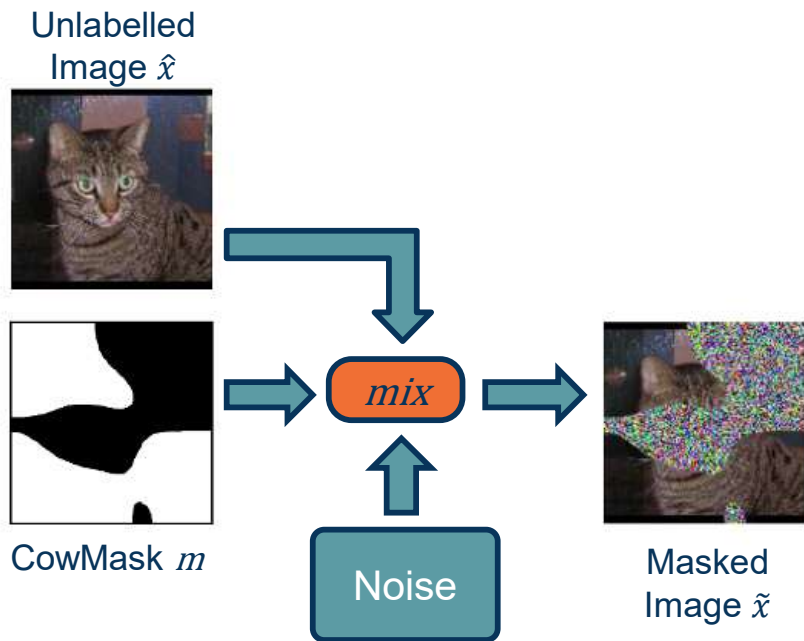 Unlabelled
Image x̂
mix
CowMask m
Noise
Masked
Image x̃